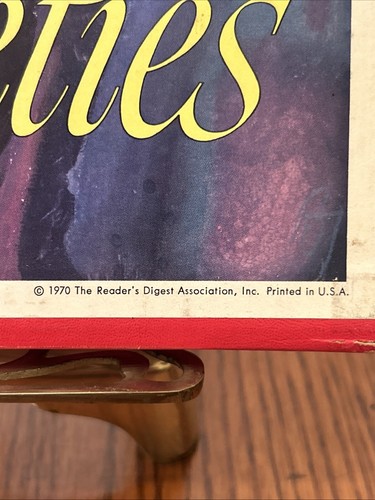 eties
© 1970 The Reader's Digest Association, Inc. Printed in U.S.A.